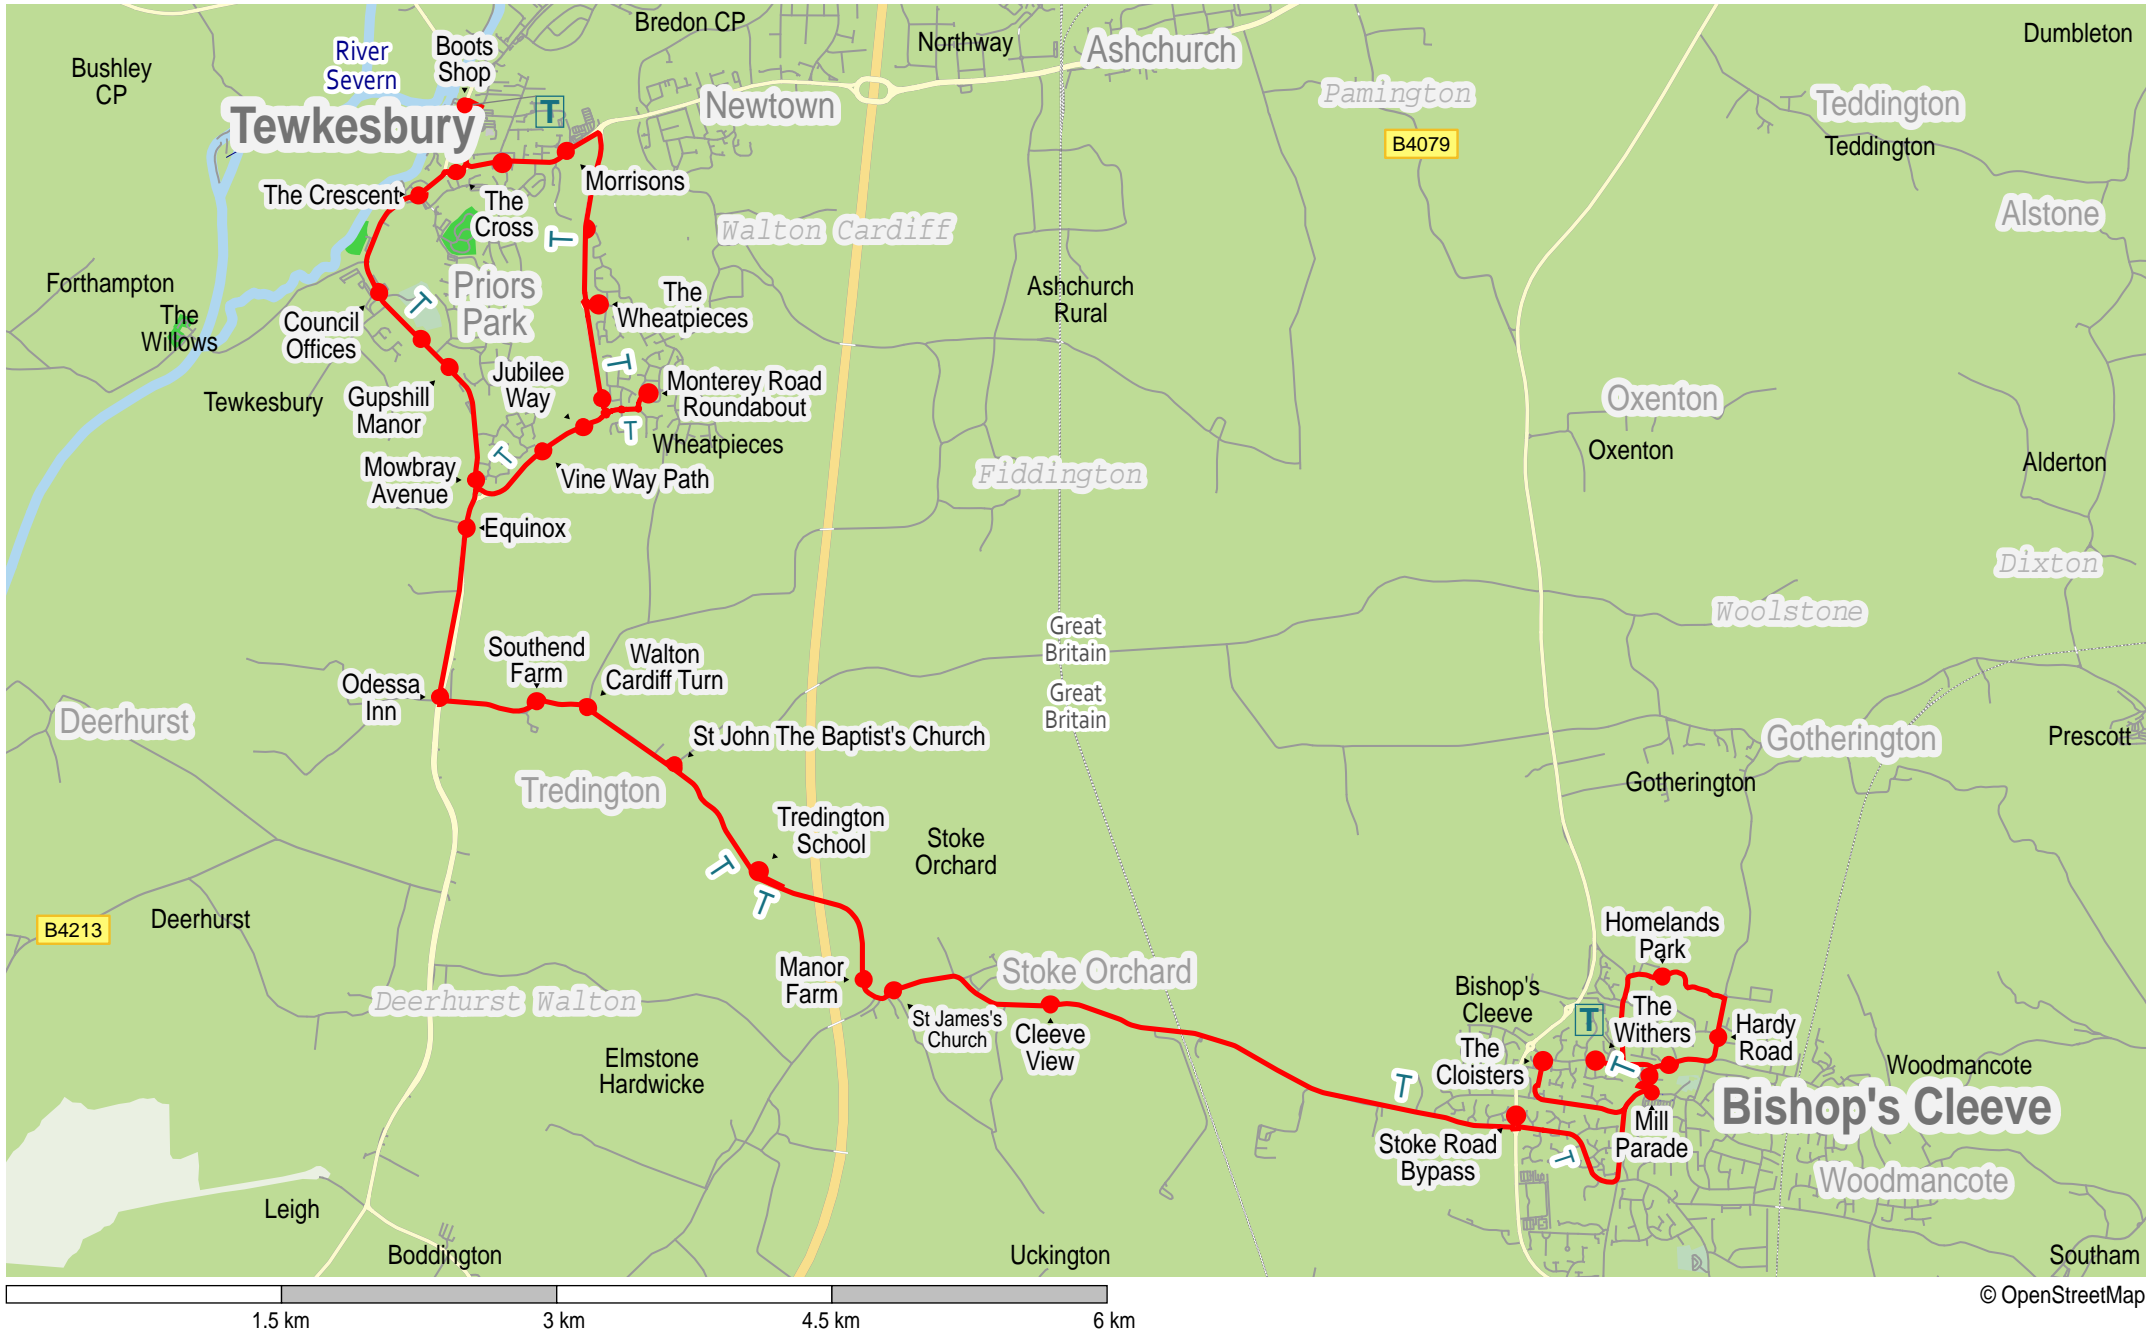 Bredon CP
Dumbleton
River
Severn
Boots
Shop
Northway
Ashchurch
Bushley
CP
Pamington
Teddington
Teddington
Newtown
Tewkesbury
T
B4079
The Crescent
The
Cross
Morrisons
Alstone
Walton Cardiff
T
Forthampton
The
Willows
Priors
Park
T
The
Wheatpieces
Ashchurch
Rural
Council
Offices
Tewkesbury
Gupshill
Manor
Jubilee
Way
T
Monterey Road
Roundabout
T
Wheatpieces
Oxenton
Oxenton
Alderton
Mowbray
Avenue
T
Vine Way Path
Fiddington
Equinox
Dixton
Woolstone
Great
Britain
Great
Britain
Southend
Farm
Walton
Cardiff Turn
Odessa
Inn
Deerhurst
St John The Baptist's Church
Gotherington
Gotherington
Prescott
Tredington
Tredington
School
Stoke
Orchard
T
T
B4213
Deerhurst
Homelands
Park
Manor
Farm
Stoke Orchard
Deerhurst Walton
St James's
Church
Cleeve
View
Bishop's
Cleeve
T
The
Withers
Hardy
Road
The
Cloisters
T
Woodmancote
Elmstone
Hardwicke
T
Bishop's Cleeve
Mill
Parade
Stoke Road
Bypass
T
Woodmancote
Leigh
Boddington
Uckington
Southam
© OpenStreetMap
1.5 km
3 km
4.5 km
6 km